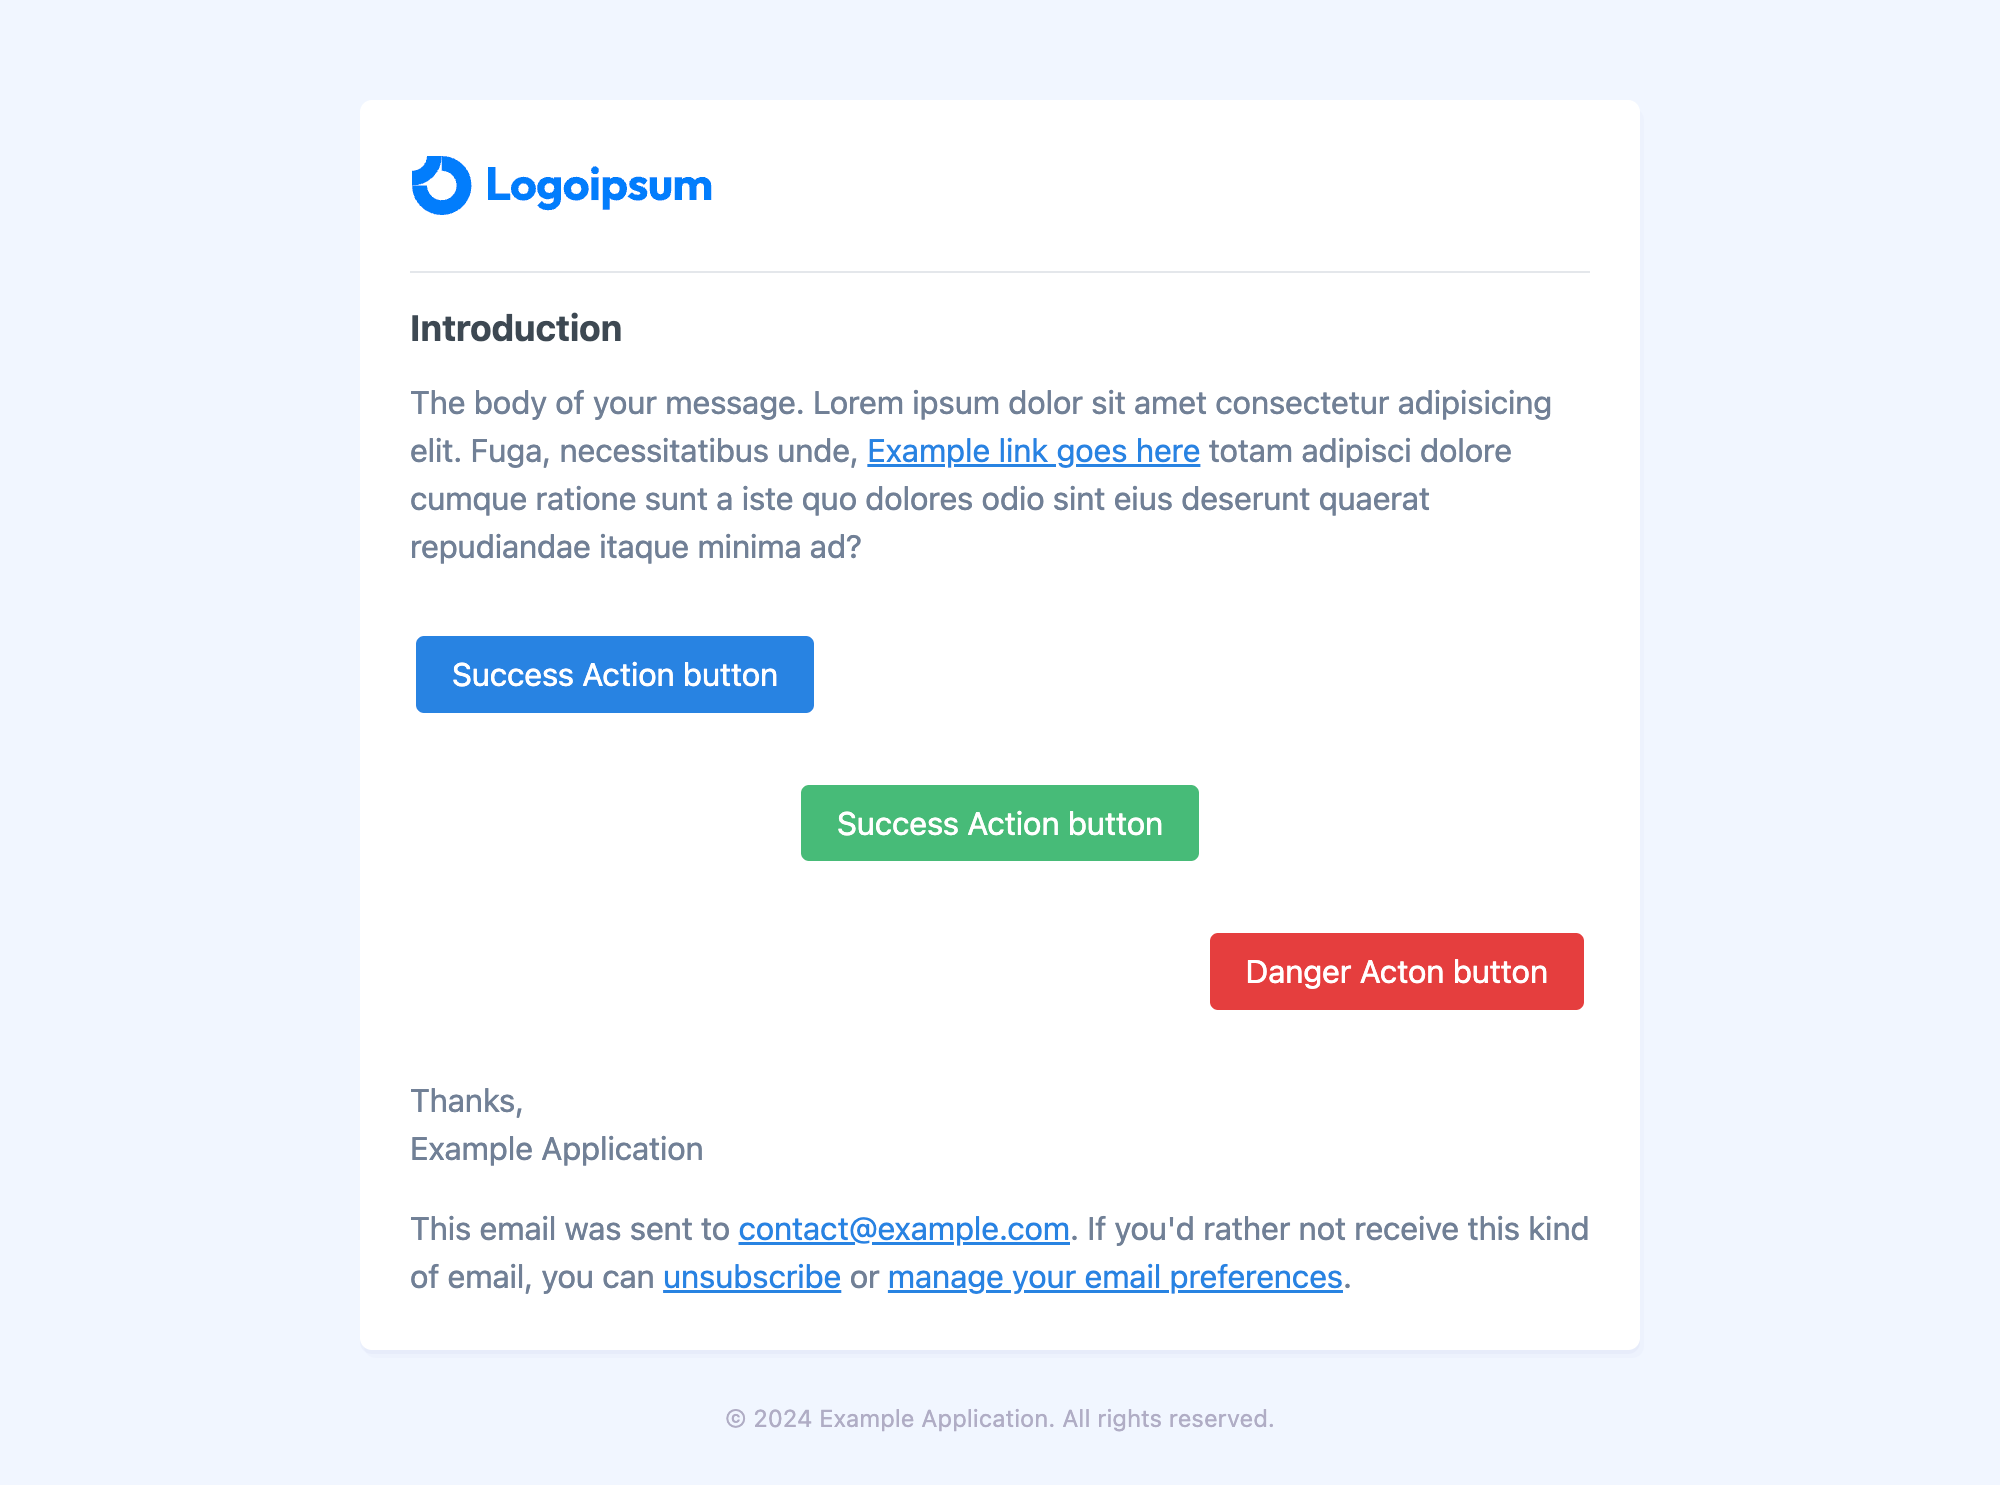 Logoipsum
Introduction
The body of your message. Lorem ipsum dolor sit amet consectetur adipisicing
elit. Fuga, necessitatibus unde, Example link goes here totam adipisci dolore
cumque ratione sunt a iste quo dolores odio sint eius deserunt quaerat
repudiandae itaque minima ad?
Success Action button
Success Action button
Danger Acton button
Thanks,
Example Application
This email was sent to contact@example.com. If you'd rather not receive this kind
of email, you can unsubscribe or manage your email preferences.
© 2024 Example Application. All rights reserved.